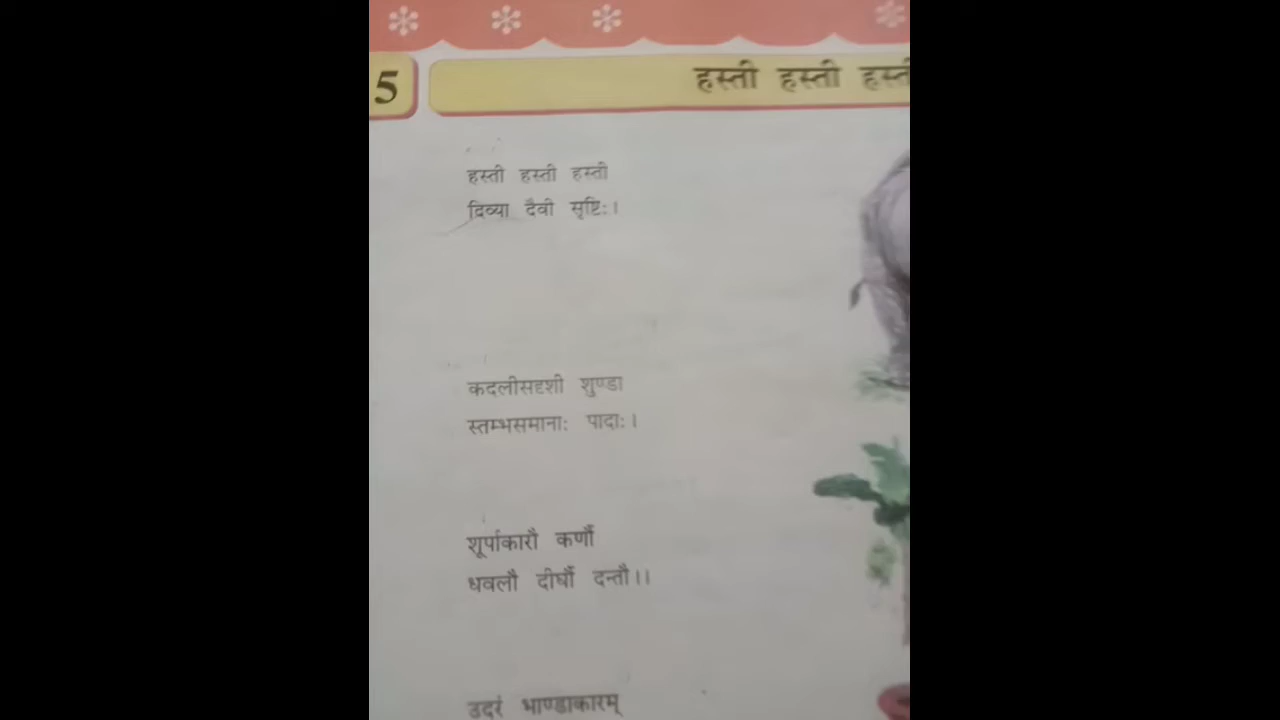 5
हस्ती हस्ती
हस्ती हस्ती हस्ती
दिव्या दैवी सृष्टिः।
कदलीसदृशी शुण्डा
स्तम्भसमानाः पादाः।
शूर्पाकारौ कर्णौ
धवलौ दीर्घौ दन्तौ।।
उदरं भाण्डाकारम्